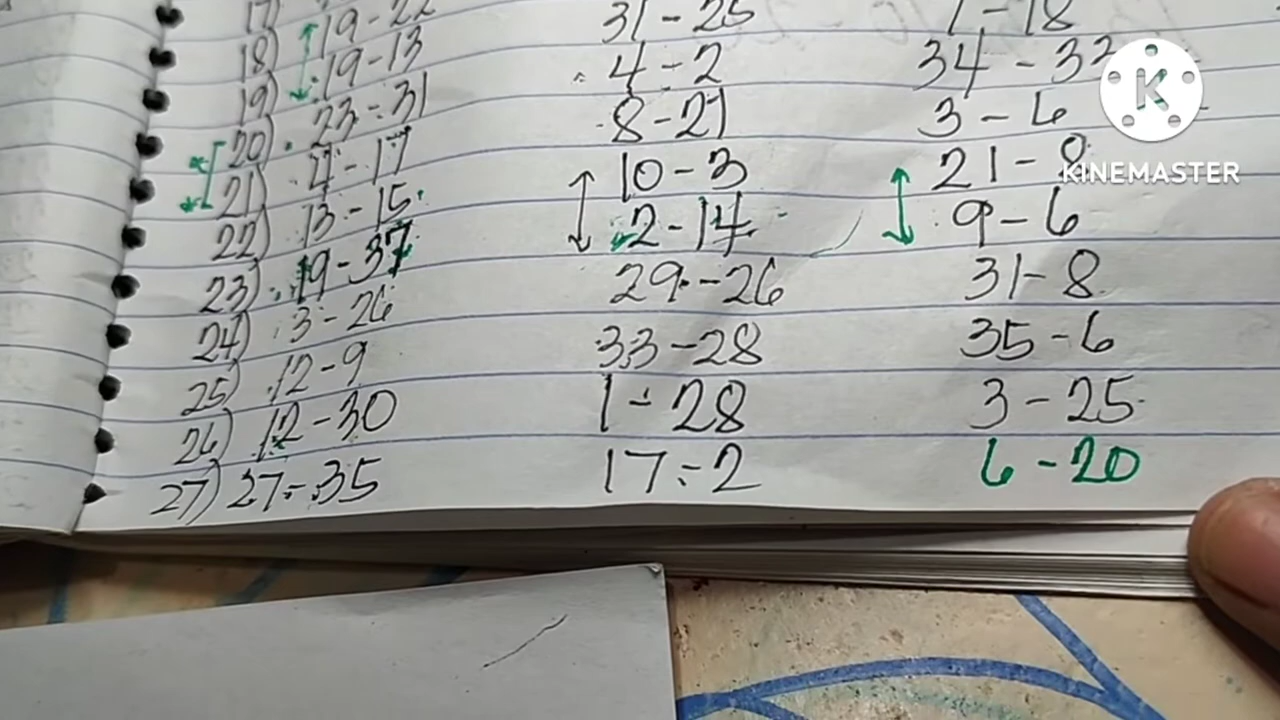 17) 19-22 31-25 1-18
18) 19-13 4-2 34-33
19) 23-31 8-21 3-6
20) 4-17 10-3 21-8
21) 13-15 2-14 9-6
22) 19-37 29-26 31-8
23) 3-26 33-28 35-6
24) 12-9 1-28 3-25
25) 12-30 17-2 6-20
26) 27-35
27)
K
KINEMASTER